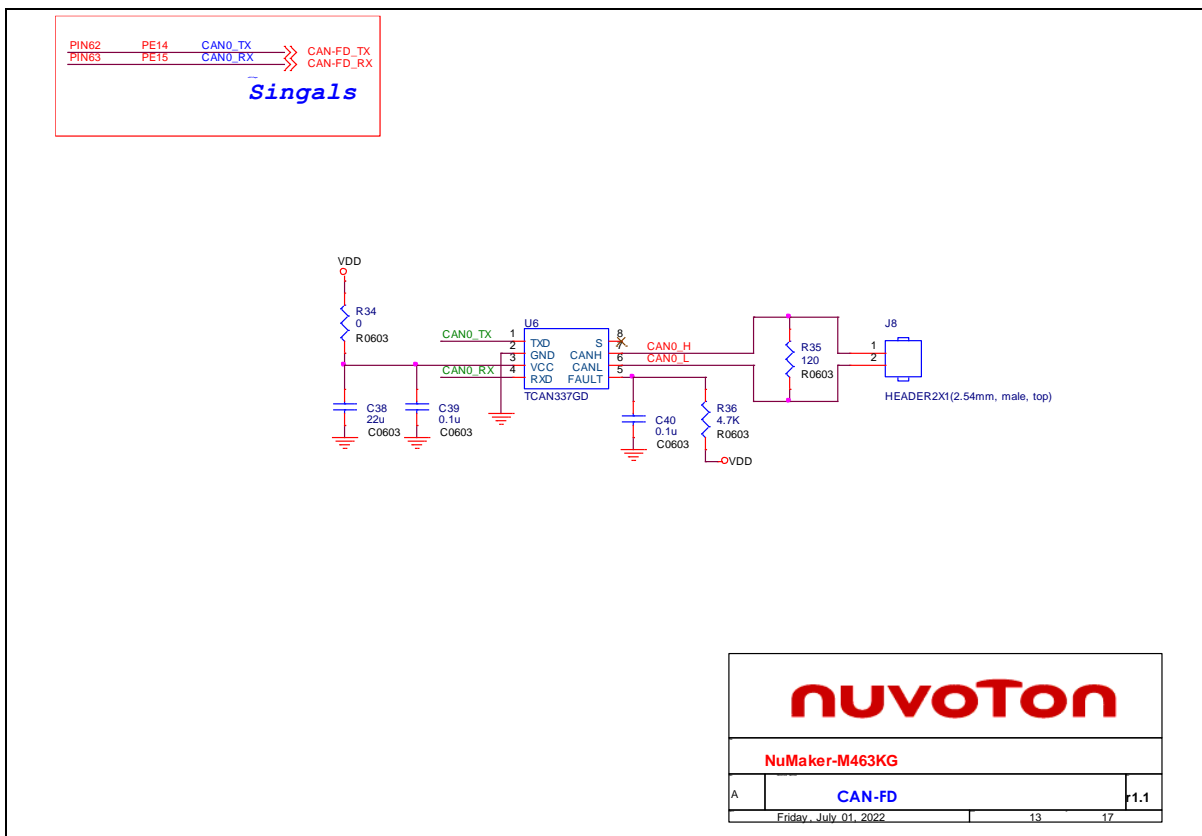 PIN62 PE14 CAN0_TX CAN-FD_TX
PIN63 PE15 CAN0_RX CAN-FD_RX
Singals
VDD
R34
0
R0603
C38
22u
C0603
C39
0.1u
C0603
CAN0_TX
CAN0_RX
U6
1 TXD S 8
2 GND CANH 7
3 VCC CANL 6
4 RXD FAULT 5
TCAN337GD
CAN0_H
CAN0_L
C40
0.1u
C0603
R36
4.7K
R0603
VDD
R35
120
R0603
J8
1
2
HEADER2X1(2.54mm, male, top)
nuvoTon
NuMaker-M463KG
A CAN-FD r1.1
Friday, July 01, 2022 13 17